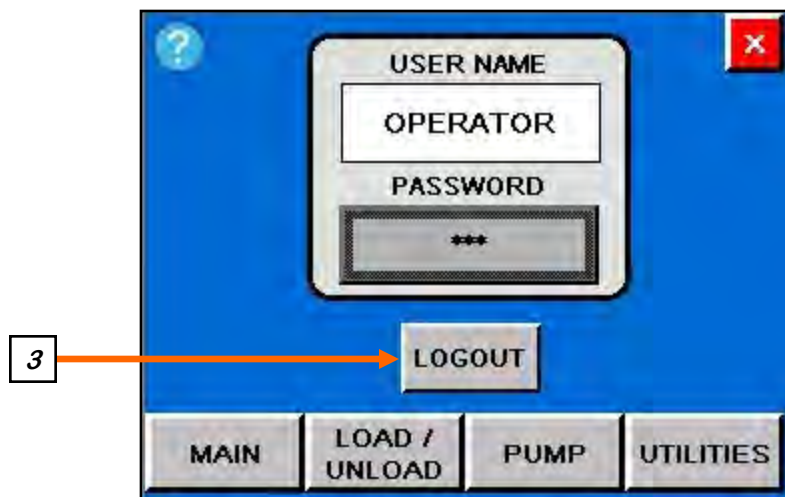 ?
×
USER NAME
OPERATOR
PASSWORD
***
3
LOGOUT
MAIN
LOAD /
UNLOAD
PUMP
UTILITIES